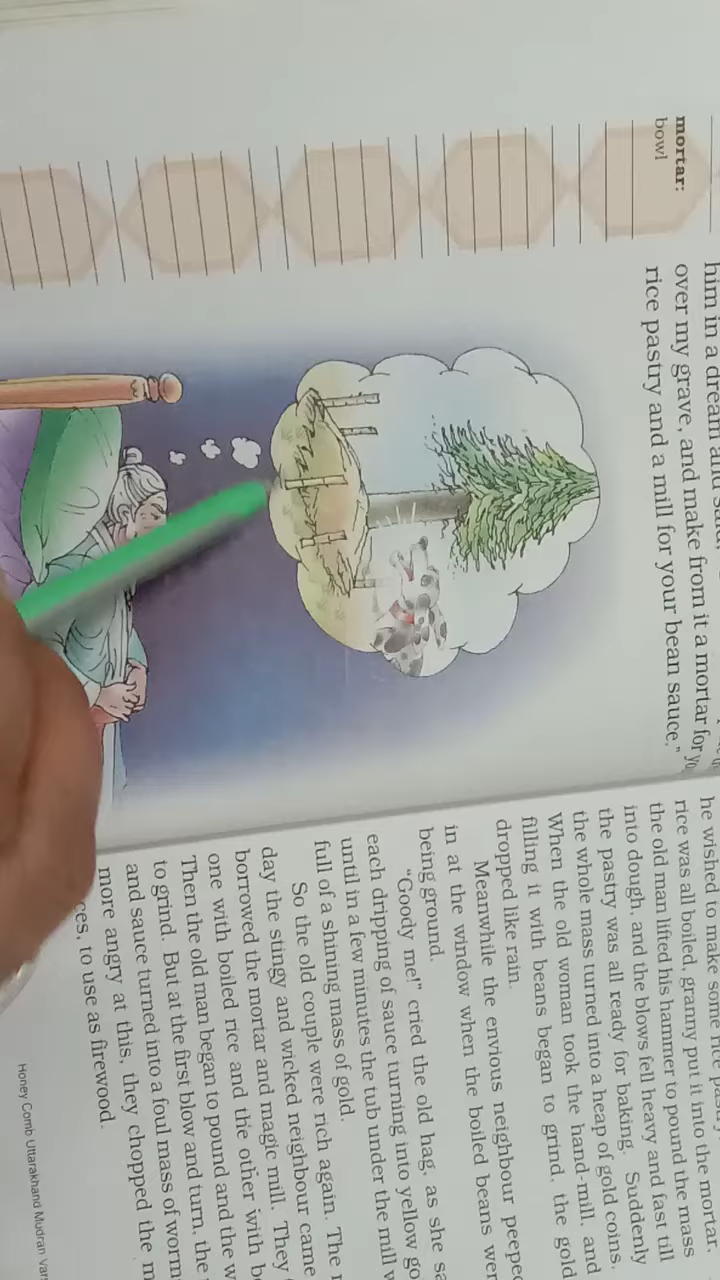 mortar:
bowl
him in a dream and
over my grave, and make from it a mortar for
rice pastry and a mill for your bean sauce."
he wished to make some rice
rice was all boiled, granny put it into the mortar,
the old man lifted his hammer to pound the mass
into dough, and the blows fell heavy and fast till
the pastry was all ready for baking. Suddenly
the whole mass turned into a heap of gold coins.
When the old woman took the hand-mill, and
filling it with beans began to grind, the gold
dropped like rain.
Meanwhile the envious neighbour
in at the window when the boiled beans
being ground.
"Goody me!" cried the old hag, as she
each dripping of sauce turning into yellow
until in a few minutes the tub under the mill
full of a shining mass of gold.
So the old couple were rich again. The
day the stingy and wicked neighbour came
borrowed the mortar and magic mill. They
one with boiled rice and the other with
Then the old man began to pound and the
to grind. But at the first blow and turn, the
and sauce turned into a foul mass of
more angry at this, they chopped the
to use as firewood.
Honey Comb Uttarakhand Mudran